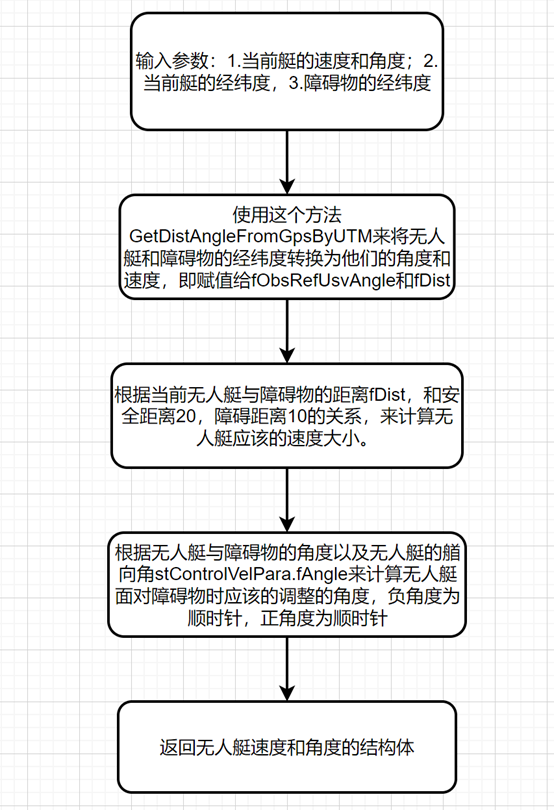 输入参数：1.当前艇的速度和角度；2.
当前艇的经纬度，3.障碍物的经纬度
使用这个方法
GetDistAngleFromGpsByUTM来将无人
艇和障碍物的经纬度转换为他们的角度和
速度，即赋值给fObsRefUsvAngle和fDist
根据当前无人艇与障碍物的距离fDist，和安
全距离20，障碍距离10的关系，来计算无
人艇应该的速度大小。
根据无人艇与障碍物的角度以及无人艇的艏
向角stControlVelPara.fAngle来计算无人艇
面对障碍物时应该的调整的角度，负角度为
顺时针，正角度为顺时针
返回无人艇速度和角度的结构体